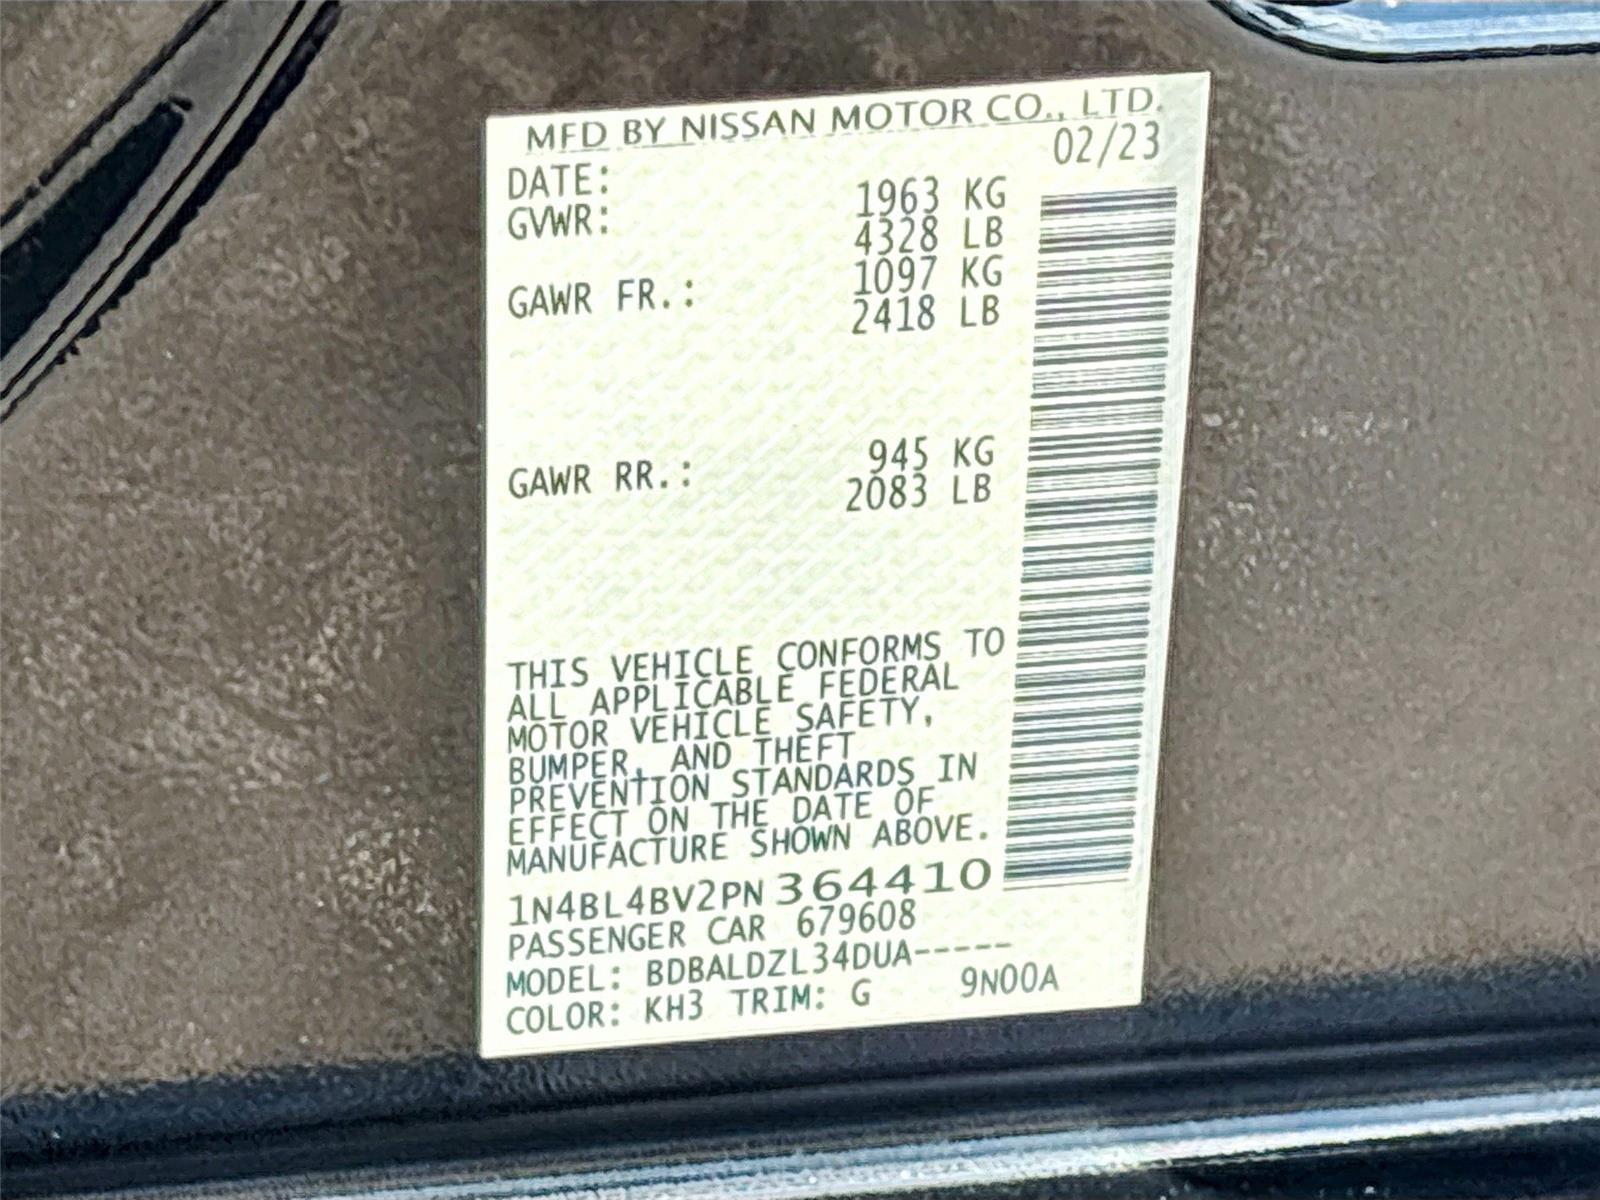 MFD BY NISSAN MOTOR CO., LTD.
DATE: 02/23
GVWR: 1963 KG
4328 LB
GAWR FR.: 1097 KG
2418 LB
GAWR RR.: 945 KG
2083 LB
THIS VEHICLE CONFORMS TO
ALL APPLICABLE FEDERAL
MOTOR VEHICLE SAFETY,
BUMPER, AND THEFT
PREVENTION STANDARDS IN
EFFECT ON THE DATE OF
MANUFACTURE SHOWN ABOVE.
1N4BL4BV2PN364410
PASSENGER CAR 679608
MODEL: BDBALDZL34DUA-----
COLOR: KH3 TRIM: G 9N00A